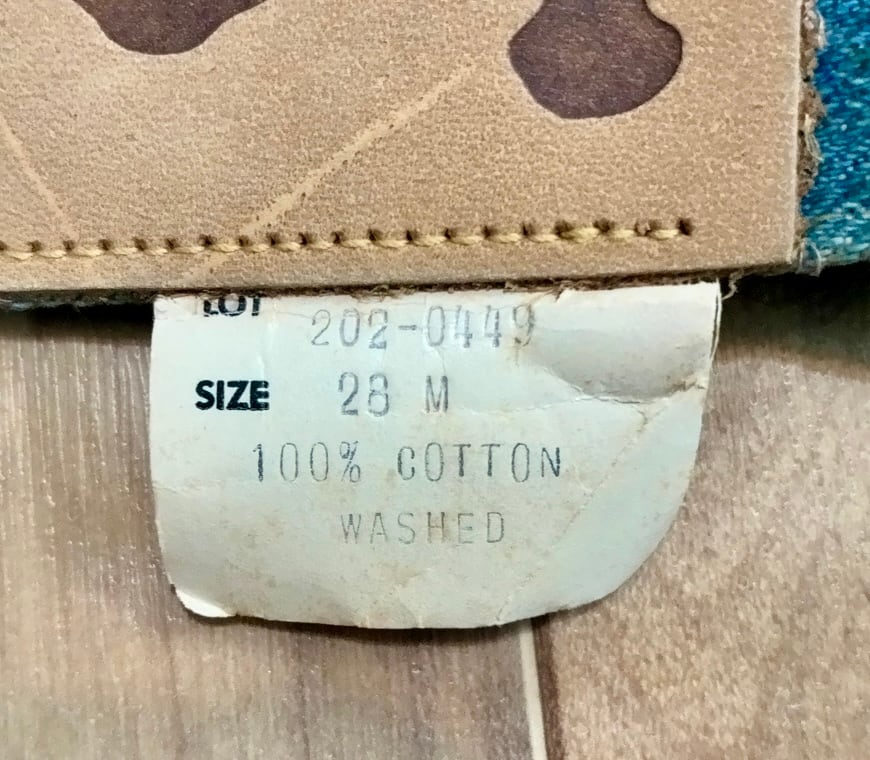 LOT 202-0449
SIZE 28 M
100% COTTON
WASHED